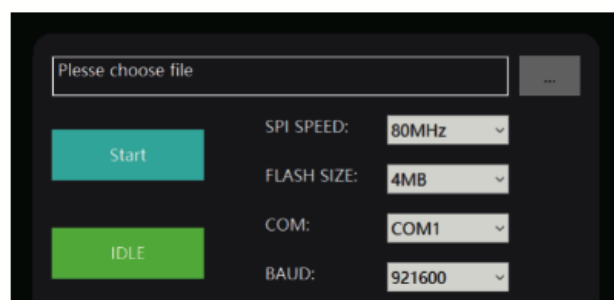 Plesse choose file
...
SPI SPEED: 80MHz
Start
FLASH SIZE: 4MB
COM: COM1
IDLE
BAUD: 921600